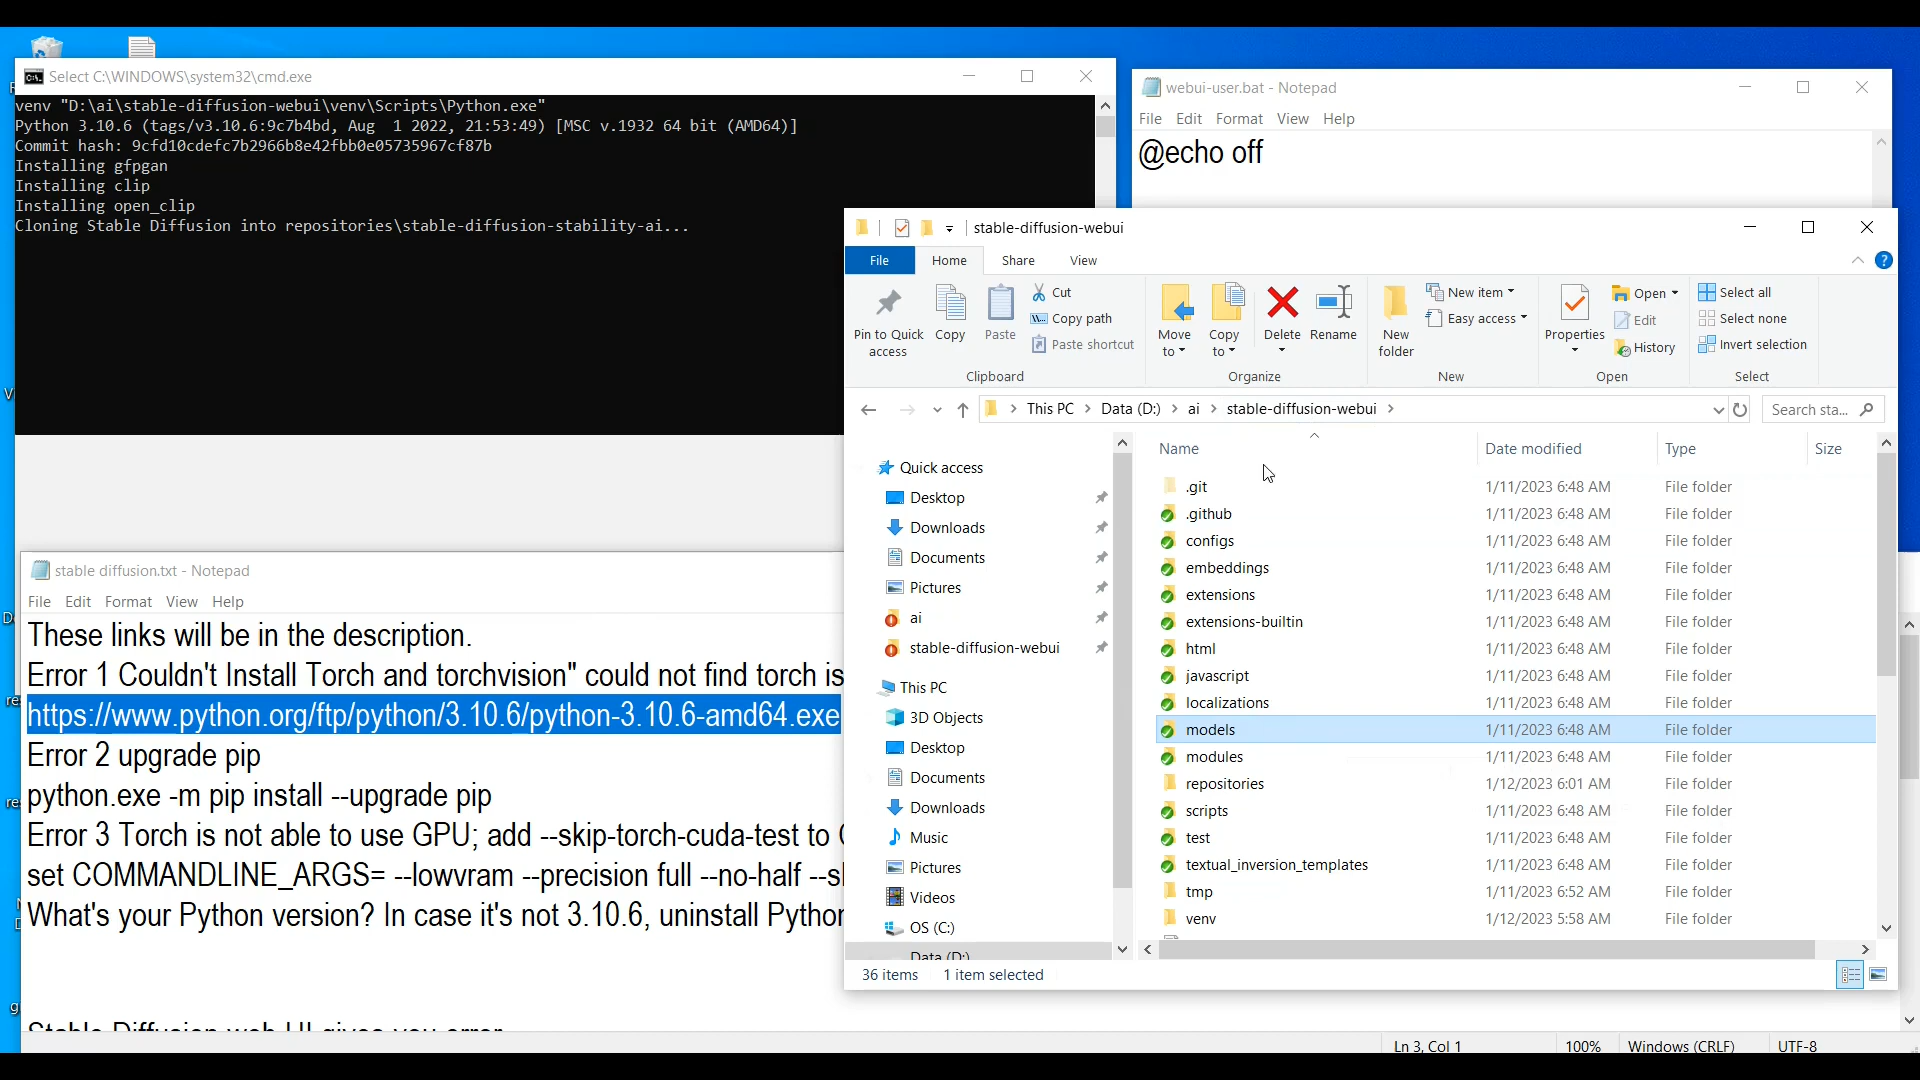 Select C:\WINDOWS\system32\cmd.exe
venv "D:\ai\stable-diffusion-webui\venv\Scripts\Python.exe"
Python 3.10.6 (tags/v3.10.6:9c7b4bd, Aug  1 2022, 21:53:49) [MSC v.1932 64 bit (AMD64)]
Commit hash: 9cfd10cdefc7b2966b8e42fbb0e05735967cf87b
Installing gfpgan
Installing clip
Installing open_clip
Cloning Stable Diffusion into repositories\stable-diffusion-stability-ai...
webui-user.bat - Notepad
File Edit Format View Help
@echo off
stable-diffusion-webui
File Home Share View
Pin to Quick access
Copy
Paste
Cut
Copy path
Paste shortcut
Clipboard
Move to
Copy to
Delete
Rename
Organize
New folder
New item
Easy access
New
Properties
Open
Edit
History
Open
Select all
Select none
Invert selection
Select
This PC > Data (D:) > ai > stable-diffusion-webui >
Search sta...
Quick access
Desktop
Downloads
Documents
Pictures
ai
stable-diffusion-webui
This PC
3D Objects
Desktop
Documents
Downloads
Music
Pictures
Videos
OS (C:)
Data (D:)
Name Date modified Type Size
.git 1/11/2023 6:48 AM File folder
.github 1/11/2023 6:48 AM File folder
configs 1/11/2023 6:48 AM File folder
embeddings 1/11/2023 6:48 AM File folder
extensions 1/11/2023 6:48 AM File folder
extensions-builtin 1/11/2023 6:48 AM File folder
html 1/11/2023 6:48 AM File folder
javascript 1/11/2023 6:48 AM File folder
localizations 1/11/2023 6:48 AM File folder
models 1/11/2023 6:48 AM File folder
modules 1/11/2023 6:48 AM File folder
repositories 1/12/2023 6:01 AM File folder
scripts 1/11/2023 6:48 AM File folder
test 1/11/2023 6:48 AM File folder
textual_inversion_templates 1/11/2023 6:48 AM File folder
tmp 1/11/2023 6:52 AM File folder
venv 1/12/2023 5:58 AM File folder
36 items 1 item selected
stable diffusion.txt - Notepad
File Edit Format View Help
These links will be in the description.
Error 1 Couldn't Install Torch and torchvision" could not find torch is
https://www.python.org/ftp/python/3.10.6/python-3.10.6-amd64.exe
Error 2 upgrade pip
python.exe -m pip install --upgrade pip
Error 3 Torch is not able to use GPU; add --skip-torch-cuda-test to
set COMMANDLINE_ARGS= --lowvram --precision full --no-half
What's your Python version? In case it's not 3.10.6, uninstall Python
Stable Diffusion web UI gives you error
Ln 3, Col 1 100% Windows (CRLF) UTF-8